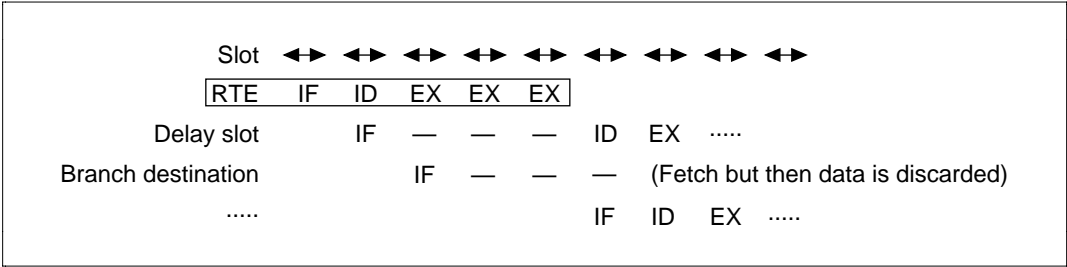 Slot
RTE IF ID EX EX EX
Delay slot IF — — — ID EX ·····
Branch destination IF — — — (Fetch but then data is discarded)
····· IF ID EX ·····